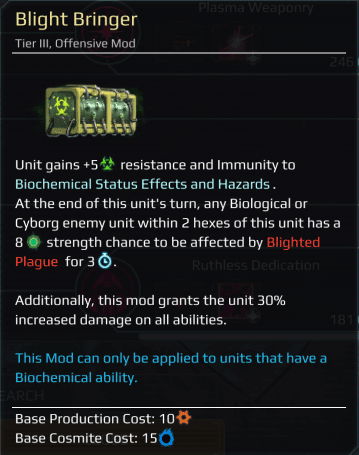 Plasma Weaponry
Blight Bringer
Tier III, Offensive Mod
246
Unit gains +5 resistance and Immunity to
Biochemical Status Effects and Hazards.
At the end of this unit's turn, any Biological or
Cyborg enemy unit within 2 hexes of this unit has a
8 strength chance to be affected by Blighted
Plague for 3.
Ruthless Dedication
Additionally, this mod grants the unit 30%
increased damage on all abilities.
181
This Mod can only be applied to units that have a
Biochemical ability.
EARCH
Base Production Cost: 10
Base Cosmite Cost: 15